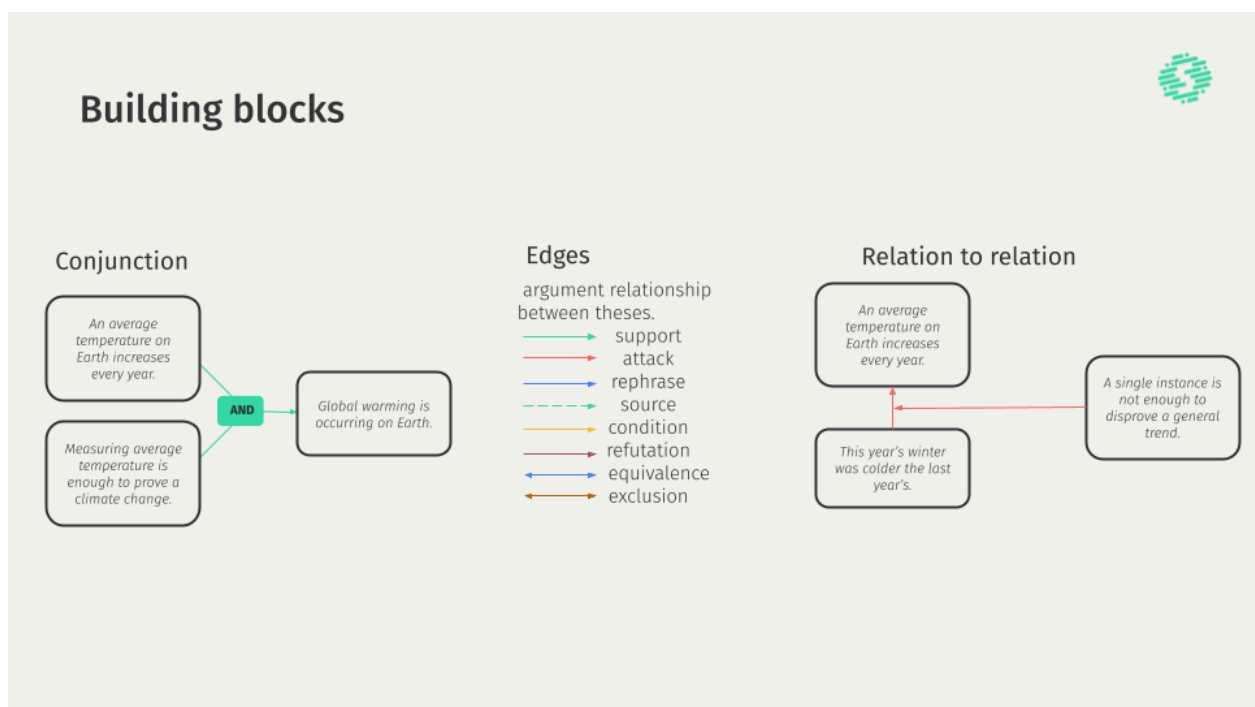 Building blocks
Conjunction
An average
temperature on
Earth increases
every year.
Measuring average
temperature is
enough to prove a
climate change.
AND
Global warming is
occurring on Earth.
Edges
argument relationship
between theses.
support
attack
rephrase
source
condition
refutation
equivalence
exclusion
Relation to relation
An average
temperature on
Earth increases
every year.
This year's winter
was colder the last
year's.
A single instance is
not enough to
disprove a general
trend.